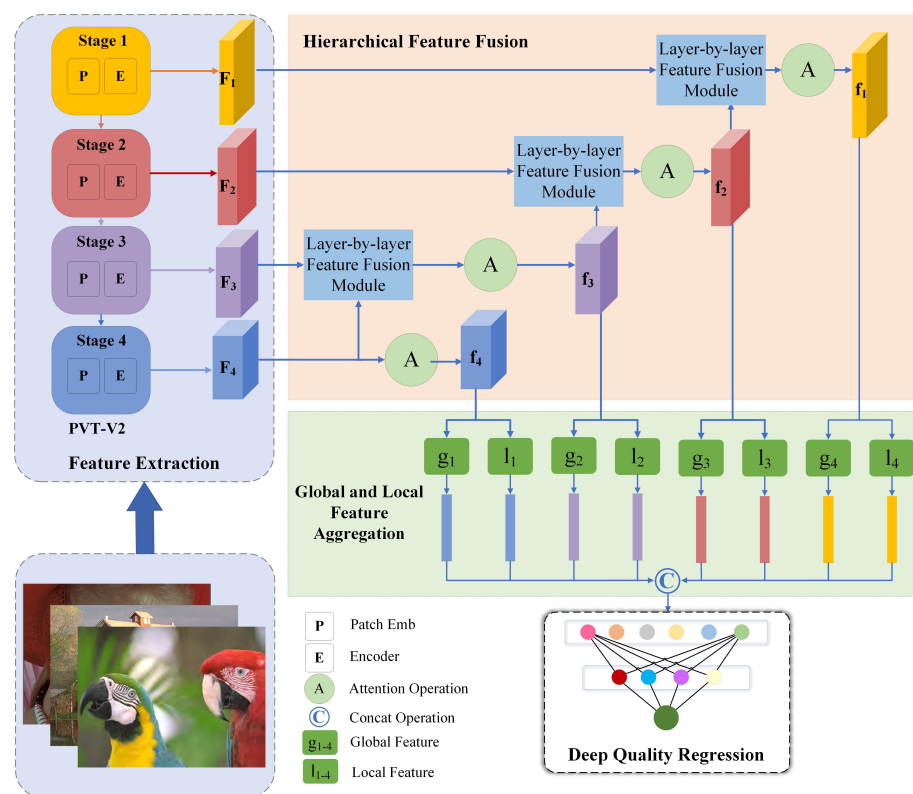 Stage 1
P E
F1
Stage 2
P E
F2
Stage 3
P E
F3
Stage 4
P E
F4
PVT-V2
Feature Extraction
Hierarchical Feature Fusion
Layer-by-layer
Feature Fusion
Module
A
f1
Layer-by-layer
Feature Fusion
Module
A
f2
Layer-by-layer
Feature Fusion
Module
A
f3
A
f4
g1 l1 g2 l2 g3 l3 g4 l4
Global and Local
Feature
Aggregation
C
P Patch Emb
E Encoder
A Attention Operation
C Concat Operation
g1-4 Global Feature
l1-4 Local Feature
Deep Quality Regression